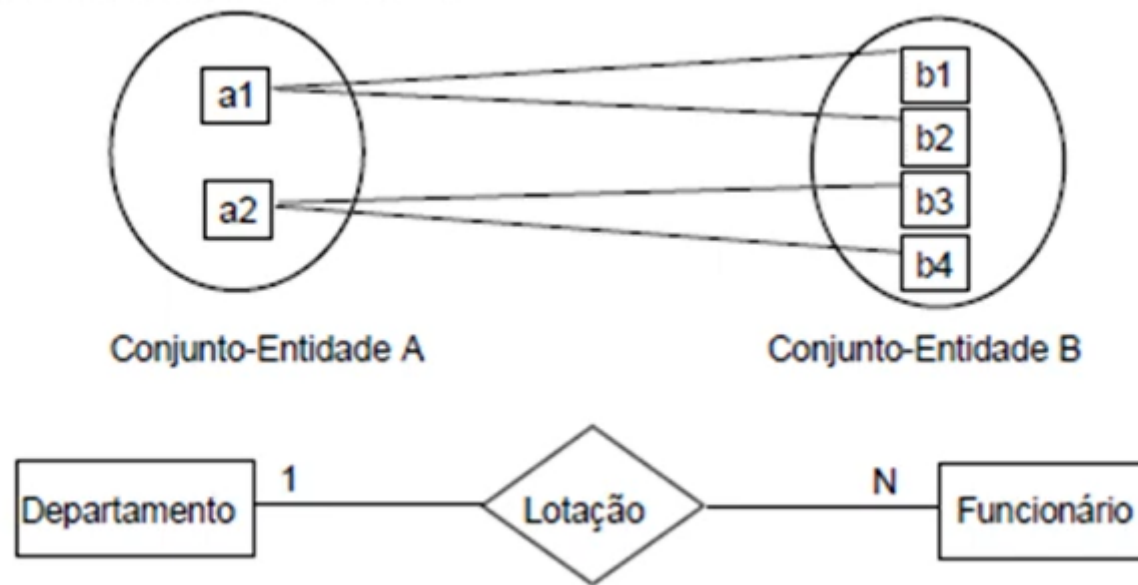 a1
a2
b1
b2
b3
b4
Conjunto-Entidade A
Conjunto-Entidade B
Departamento
1
Lotação
N
Funcionário